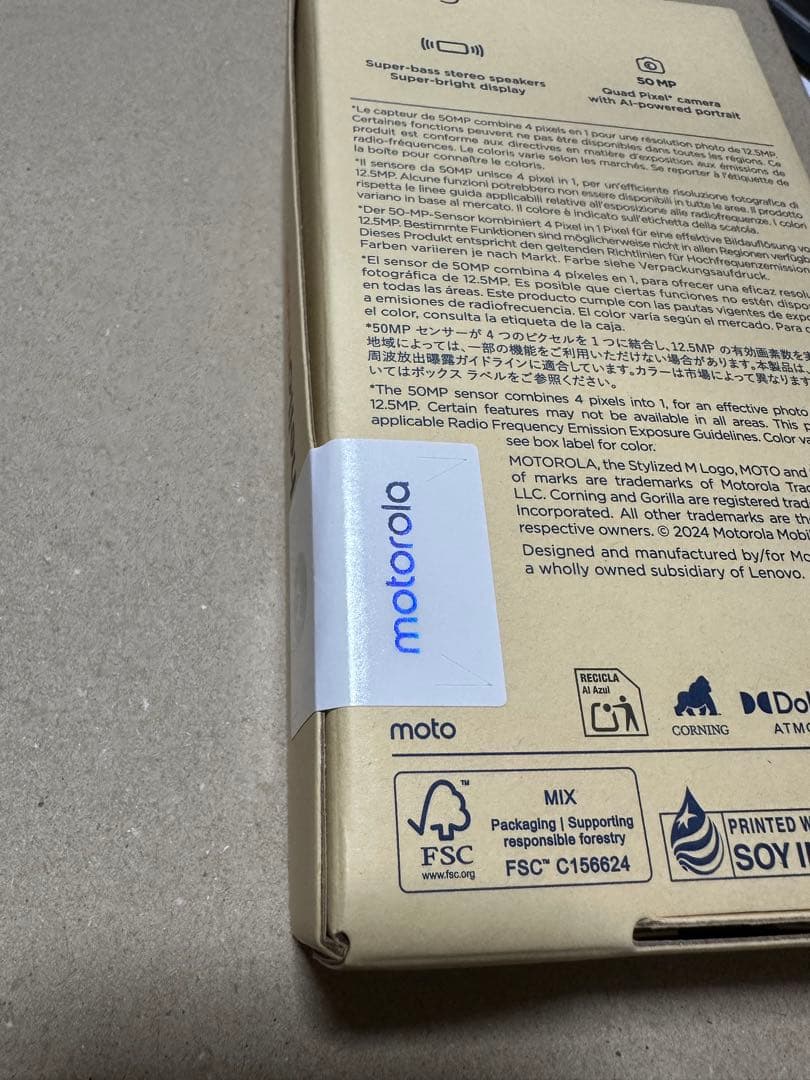 Super-bass stereo speakers
Super-bright display
50 MP
Quad Pixel* camera
with AI-powered portrait
*Le capteur de 50MP combine 4 pixels en 1 pour une résolution photo de 12.5MP.
Certaines fonctions peuvent ne pas être disponibles dans toutes les régions. Ce
produit est conforme aux directives en matière d'exposition aux émissions de
radio-fréquences. Le coloris varie selon les marchés. Se reporter à l'étiquette de
la boîte pour connaître le coloris.
*Il sensore da 50MP unisce 4 pixel in 1, per un'efficiente risoluzione fotografica di
12.5MP. Alcune funzioni potrebbero non essere disponibili in tutte le aree. Il prodotto
rispetta le linee guida applicabili relative all'esposizione alle radiofrequenze. I colori
variano in base al mercato. Il colore è indicato sull'etichetta della scatola.
*Der 50-MP-Sensor kombiniert 4 Pixel in 1 Pixel für eine effektive Bildauflösung vo
12.5MP. Bestimmte Funktionen sind möglicherweise nicht in allen Regionen verfügb
Dieses Produkt entspricht den geltenden Richtlinien für Hochfrequenzemission
Farben variieren je nach Markt. Farbe siehe Verpackungsaufdruck.
*El sensor de 50MP combina 4 píxeles en 1, para ofrecer una eficaz resolu
fotográfica de 12.5MP. Es posible que ciertas funciones no estén dispo
en todas las áreas. Este producto cumple con las pautas vigentes de expo
a emisiones de radiofrecuencia. El color varía según el mercado. Para c
el color, consulta la etiqueta de la caja.
*50MP センサーが 4 つのピクセルを 1 つに結合し、12.5MP の有効画素数を実
地域によっては、一部の機能をご利用いただけない場合があります。本製品は、
周波放出曝露ガイドラインに適合しています。カラーは市場によって異なります
いてはボックス ラベルをご参照ください。
*The 50MP sensor combines 4 pixels into 1, for an effective photo
12.5MP. Certain features may not be available in all areas. This p
applicable Radio Frequency Emission Exposure Guidelines. Color va
see box label for color.
MOTOROLA, the Stylized M Logo, MOTO and
of marks are trademarks of Motorola Trad
LLC. Corning and Gorilla are registered trad
Incorporated. All other trademarks are the
respective owners. © 2024 Motorola Mobi
Designed and manufactured by/for Mo
a wholly owned subsidiary of Lenovo.
motorola
RECICLA
Al Azul
CORNING
Dol
ATMO
moto
FSC
www.fsc.org
MIX
Packaging | Supporting
responsible forestry
FSC™ C156624
PRINTED W
SOY I